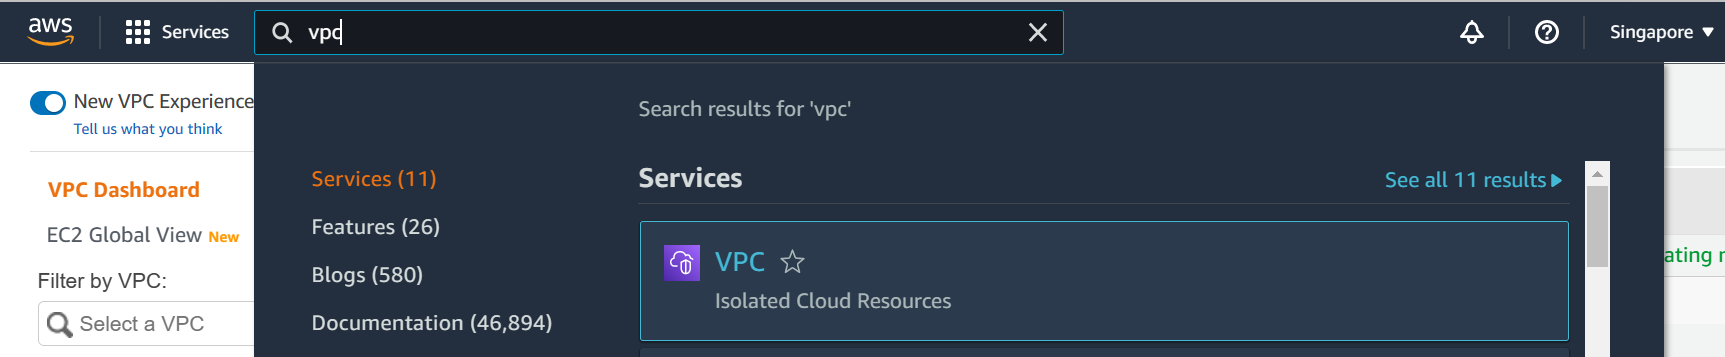 aws
Services
vpc
Singapore
New VPC Experience
Tell us what you think
VPC Dashboard
EC2 Global View New
Filter by VPC:
Select a VPC
Search results for 'vpc'
Services (11)
Features (26)
Blogs (580)
Documentation (46,894)
Services
See all 11 results
VPC
Isolated Cloud Resources
ating